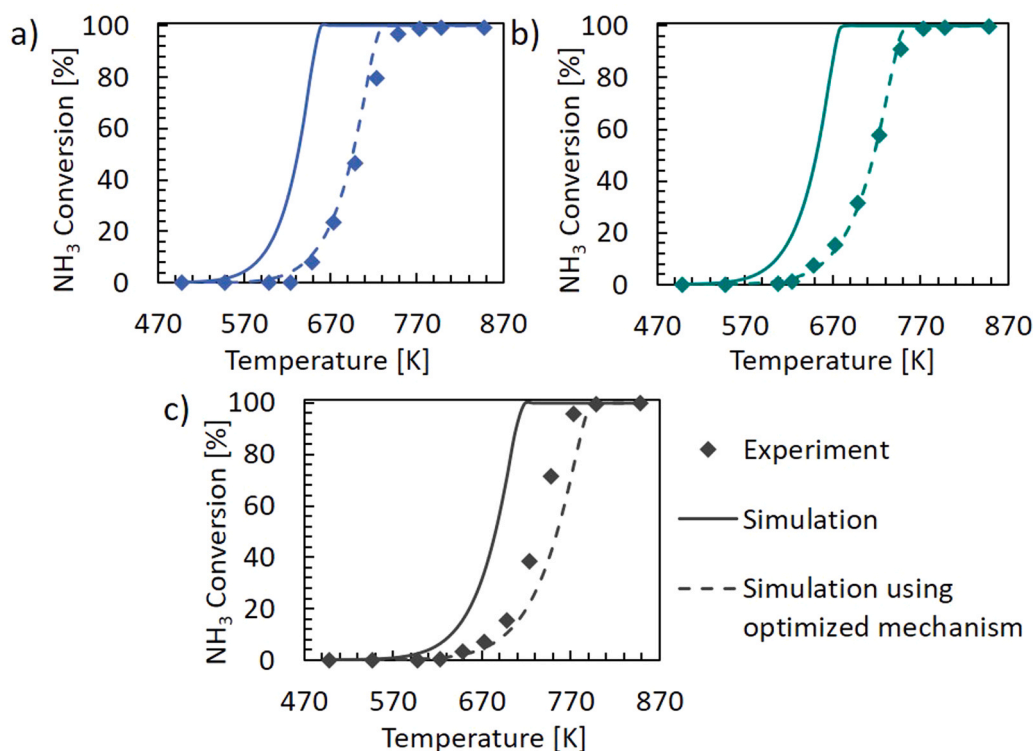 a)
NH₃ Conversion [%]
100
80
60
40
20
0
470 570 670 770 870
Temperature [K]
b)
NH₃ Conversion [%]
100
80
60
40
20
0
470 570 670 770 870
Temperature [K]
c)
NH₃ Conversion [%]
100
80
60
40
20
0
470 570 670 770 870
Temperature [K]
Experiment
Simulation
Simulation using
optimized mechanism